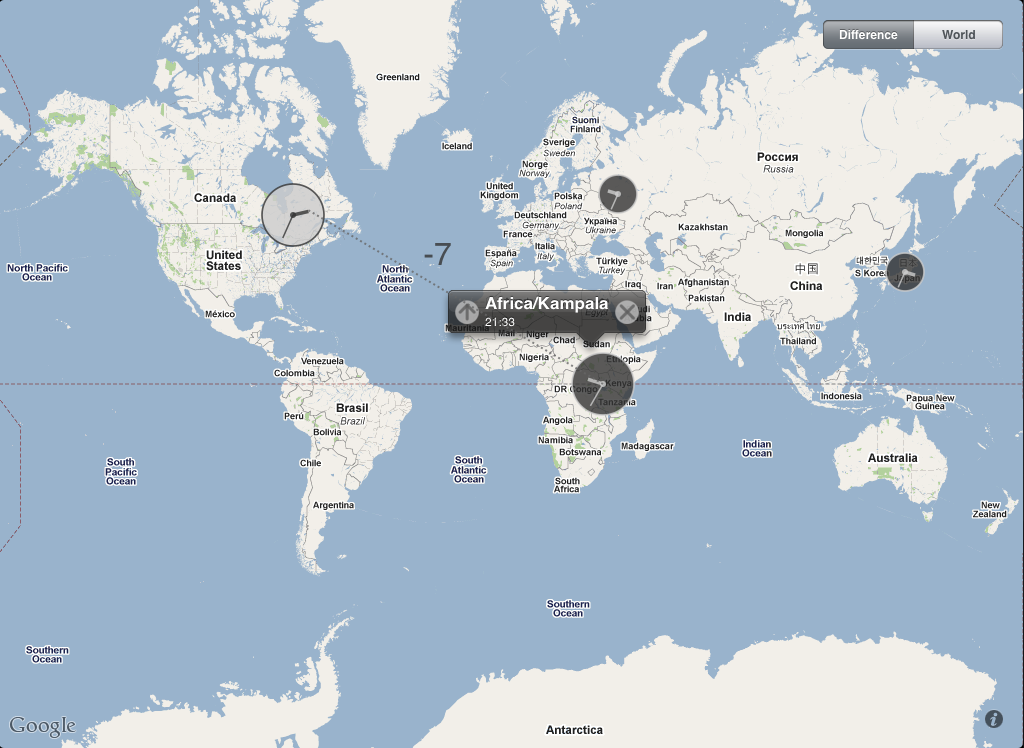 Difference
World
Greenland
Iceland
Suomi
Finland
Sverige
Sweden
Norge
Norway
Россия
Russia
United
Kingdom
Polska
Poland
Deutschland
Germany
Україна
Ukraine
France
Canada
United
States
España
Spain
Italia
Italy
Kazakhstan
Mongolia
Türkiye
Turkey
中国
China
대한민국
S Korea
日本
Japan
Iraq
Iran
Afghanistan
Pakistan
North Pacific
Ocean
North
Atlantic
Ocean
-7
México
Africa/Kampala
21:33
Egypt
India
ประเทศไทย
Thailand
Mauritania
Mali
Niger
Chad
Sudan
Nigeria
Ethiopia
Venezuela
Colombia
DR Congo
Kenya
Tanzania
Indonesia
Papua New
Guinea
Brasil
Brazil
Perú
Bolivia
Angola
Namibia
Botswana
Madagascar
Indian
Ocean
Australia
Chile
South
Pacific
Ocean
South
Atlantic
Ocean
South
Africa
Argentina
New
Zealand
Southern
Ocean
Southern
Ocean
Google
Antarctica
i